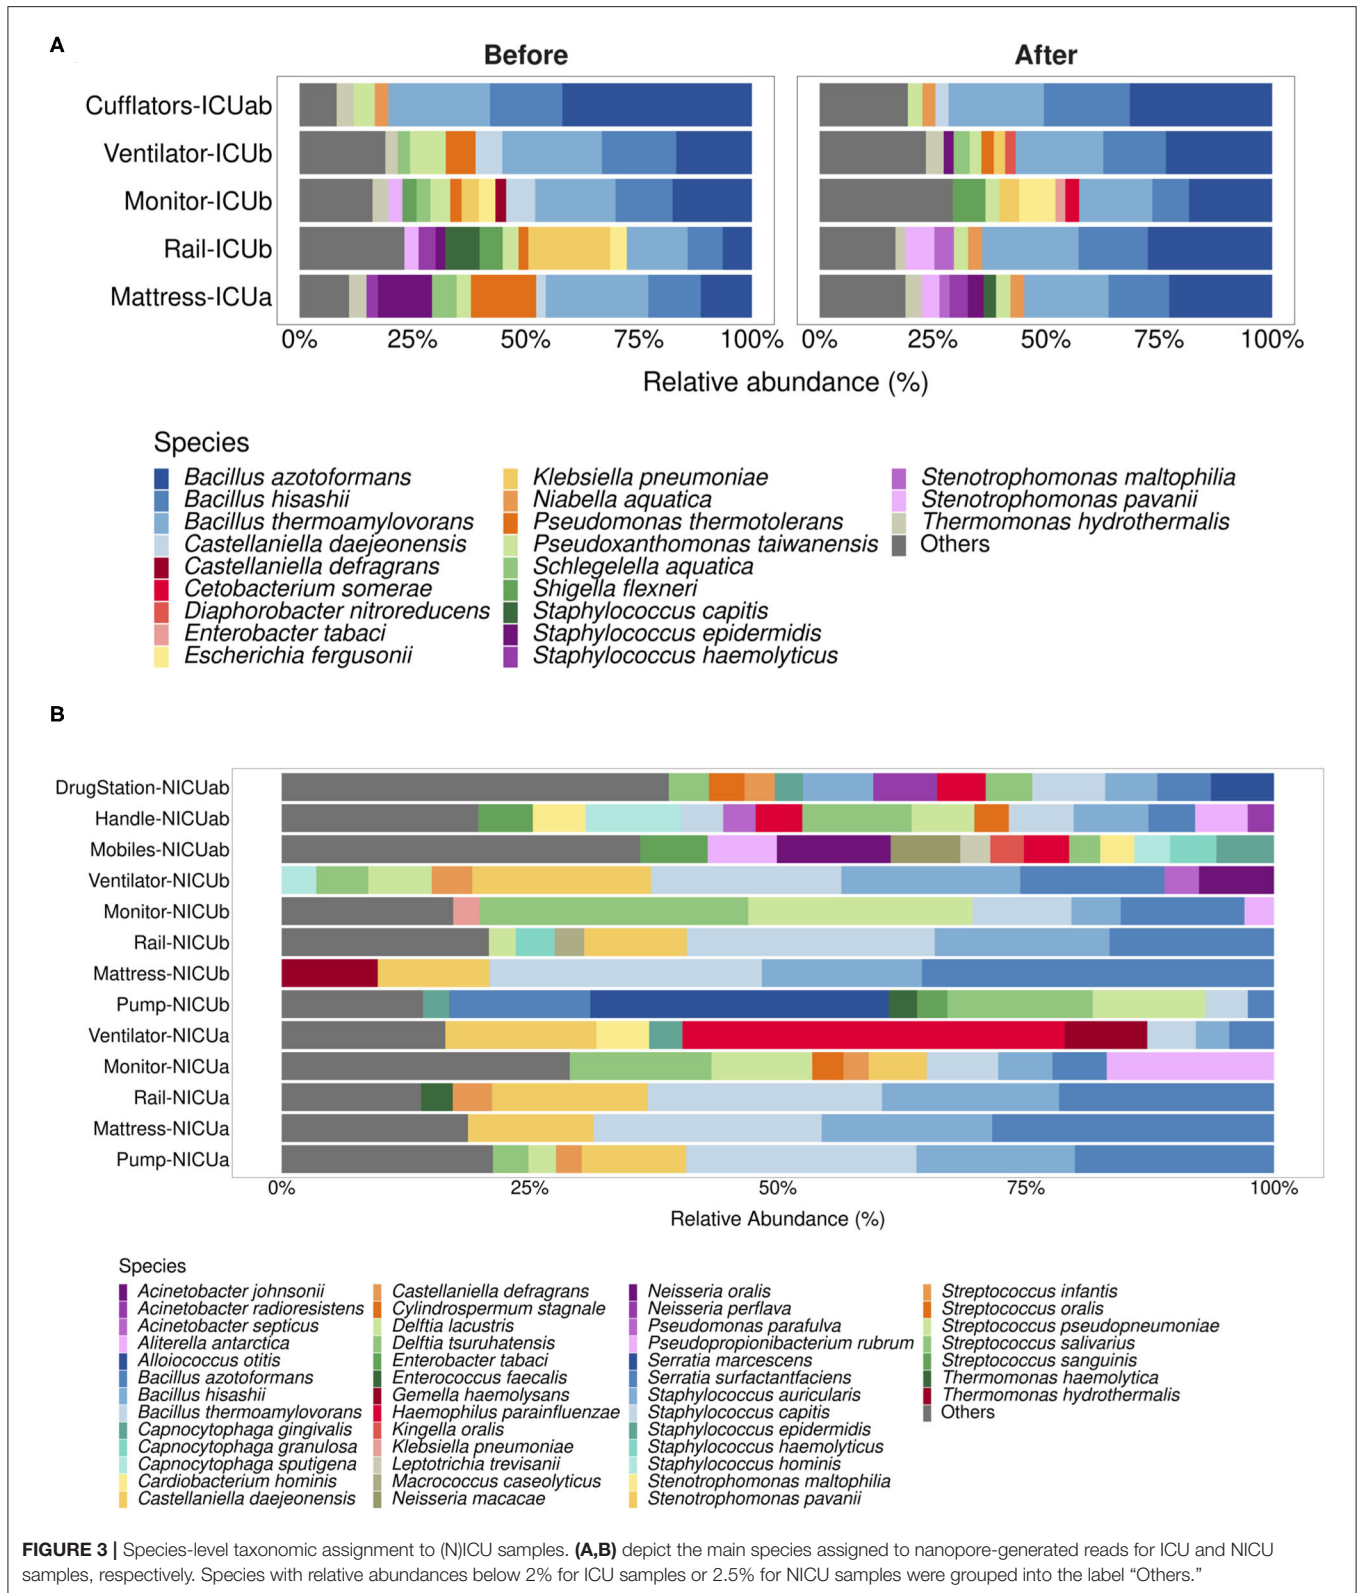 A
Before
After
Cufflators-ICUab
Ventilator-ICUb
Monitor-ICUb
Rail-ICUb
Mattress-ICUa
0% 25% 50% 75% 100% 0% 25% 50% 75% 100%
Relative abundance (%)
Species
Bacillus azotoformans
Bacillus hisashii
Bacillus thermoamylovorans
Castellaniella daejeonensis
Castellaniella defragrans
Cetobacterium somerae
Diaphorobacter nitroreducens
Enterobacter tabaci
Escherichia fergusonii
Klebsiella pneumoniae
Niabella aquatica
Pseudomonas thermotolerans
Pseudoxanthomonas taiwanensis
Schlegelella aquatica
Shigella flexneri
Staphylococcus capitis
Staphylococcus epidermidis
Staphylococcus haemolyticus
Stenotrophomonas maltophilia
Stenotrophomonas pavanii
Thermomonas hydrothermalis
Others
B
DrugStation-NICUab
Handle-NICUab
Mobiles-NICUab
Ventilator-NICUb
Monitor-NICUb
Rail-NICUb
Mattress-NICUb
Pump-NICUb
Ventilator-NICUa
Monitor-NICUa
Rail-NICUa
Mattress-NICUa
Pump-NICUa
0% 25% 50% 75% 100%
Relative Abundance (%)
Species
Acinetobacter johnsonii
Acinetobacter radioresistens
Acinetobacter septicus
Aliterella antarctica
Alloiococcus otitis
Bacillus azotoformans
Bacillus hisashii
Bacillus thermoamylovorans
Capnocytophaga gingivalis
Capnocytophaga granulosa
Capnocytophaga sputigena
Cardiobacterium hominis
Castellaniella daejeonensis
Castellaniella defragrans
Cylindrospermum stagnale
Delftia lacustris
Delftia tsuruhatensis
Enterobacter tabaci
Enterococcus faecalis
Gemella haemolysans
Haemophilus parainfluenzae
Kingella oralis
Klebsiella pneumoniae
Leptotrichia trevisanii
Macrococcus caseolyticus
Neisseria macacae
Neisseria oralis
Neisseria perflava
Pseudomonas parafulva
Pseudopropionibacterium rubrum
Serratia marcescens
Serratia surfactantfaciens
Staphylococcus auricularis
Staphylococcus capitis
Staphylococcus epidermidis
Staphylococcus haemolyticus
Staphylococcus hominis
Stenotrophomonas maltophilia
Stenotrophomonas pavanii
Streptococcus infantis
Streptococcus oralis
Streptococcus pseudopneumoniae
Streptococcus salivarius
Streptococcus sanguinis
Thermomonas haemolytica
Thermomonas hydrothermalis
Others
FIGURE 3 | Species-level taxonomic assignment to (N)ICU samples. (A,B) depict the main species assigned to nanopore-generated reads for ICU and NICU
samples, respectively. Species with relative abundances below 2% for ICU samples or 2.5% for NICU samples were grouped into the label “Others.”